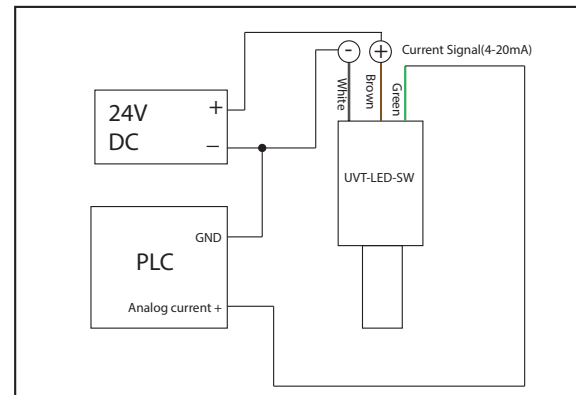 Current Signal(4-20mA)
-
+
White
Brown
Green
24V
DC
+
−
UVT-LED-SW
GND
PLC
Analog current +